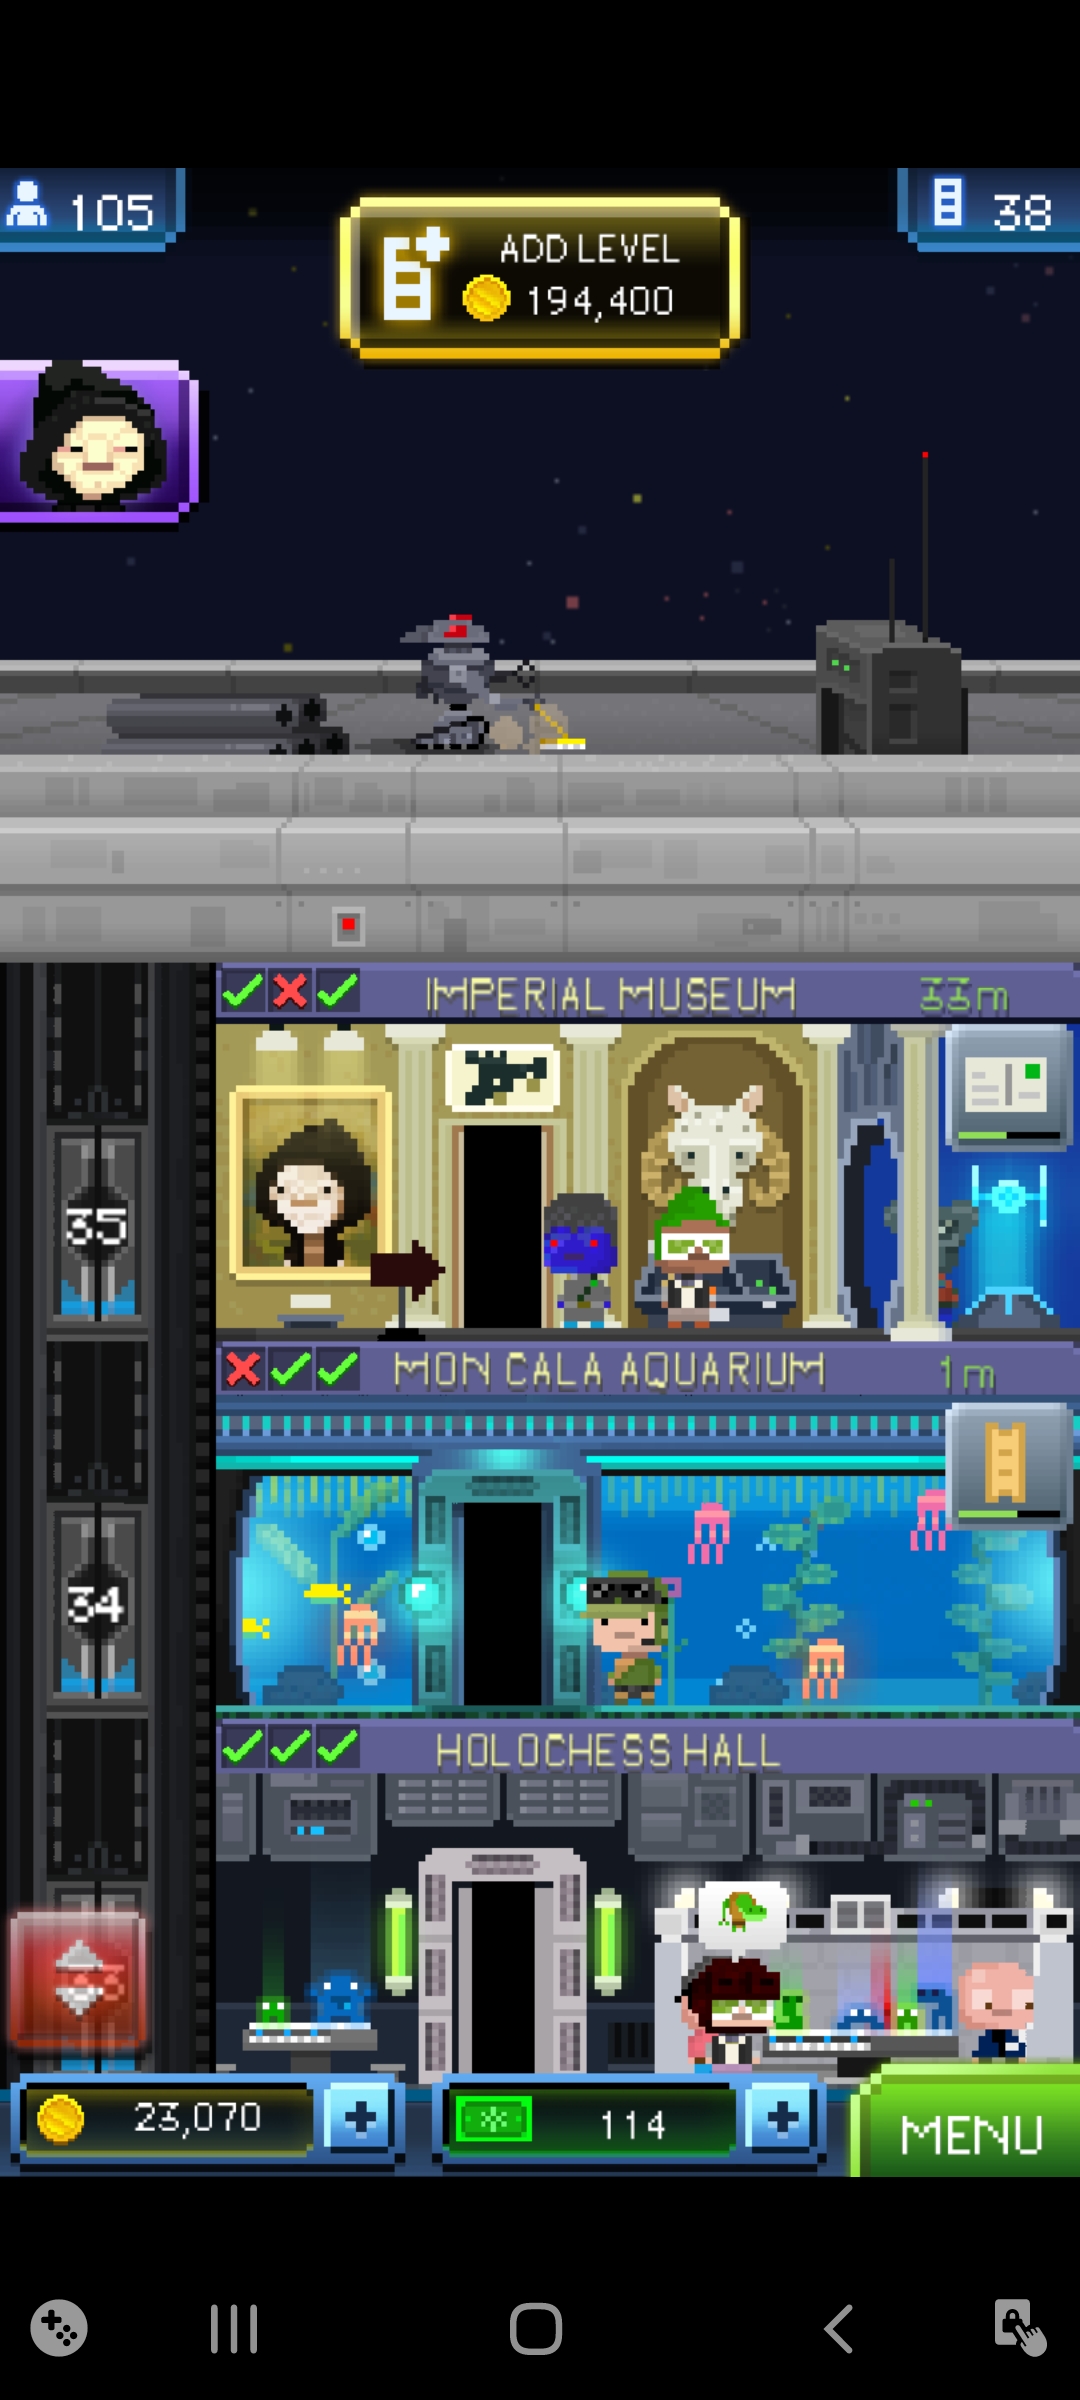 105
ADD LEVEL
194,400
38
IMPERIAL MUSEUM 33m
35
MON CALA AQUARIUM 1m
34
HOLOCHESS HALL
23,070
114
MENU